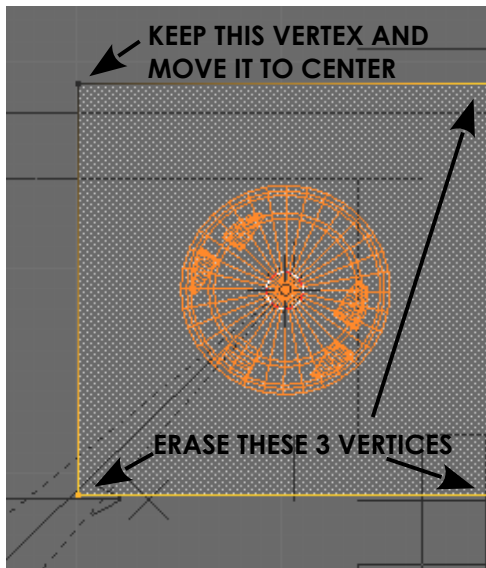 KEEP THIS VERTEX AND
MOVE IT TO CENTER
ERASE THESE 3 VERTICES